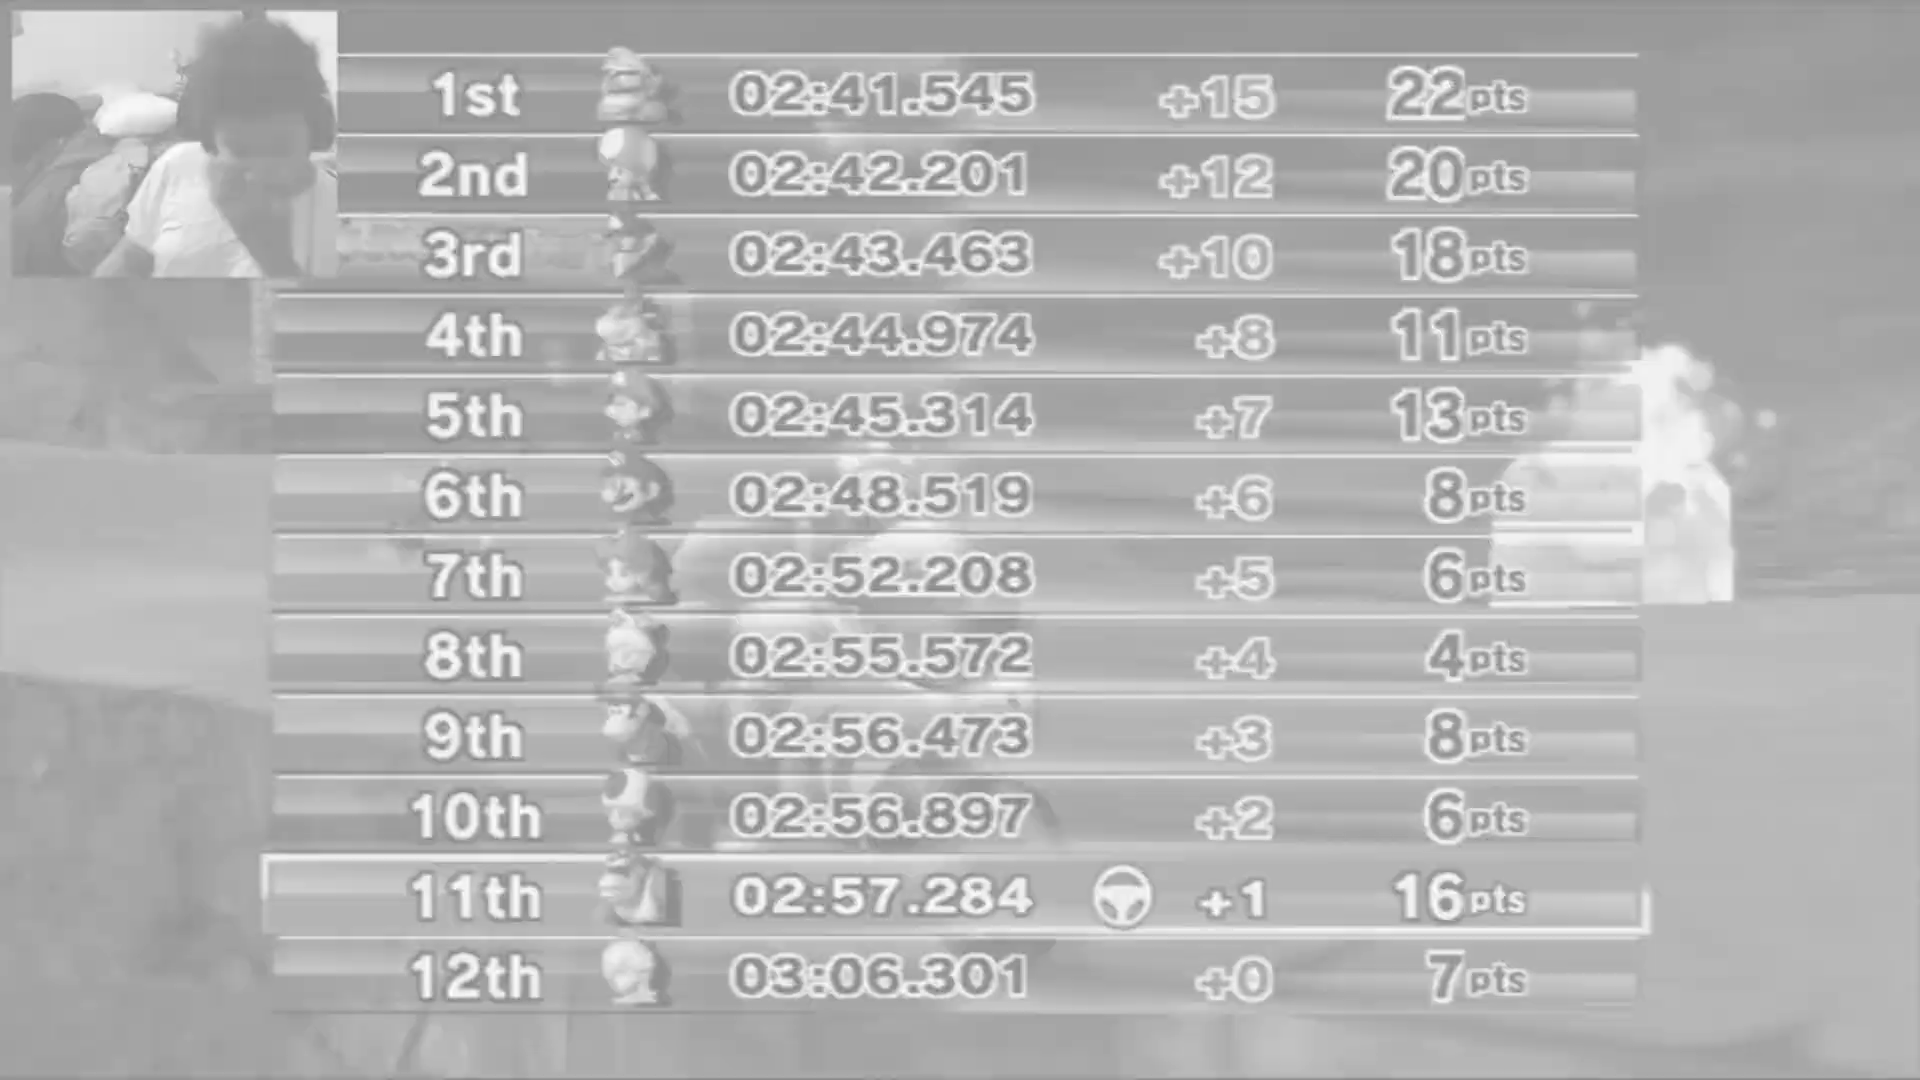 1st 02:41.545 +15 22pts
2nd 02:42.201 +12 20pts
3rd 02:43.463 +10 18pts
4th 02:44.974 +8 11pts
5th 02:45.314 +7 13pts
6th 02:48.519 +6 8pts
7th 02:52.208 +5 6pts
8th 02:55.572 +4 4pts
9th 02:56.473 +3 8pts
10th 02:56.897 +2 6pts
11th 02:57.284 +1 16pts
12th 03:06.301 +0 7pts